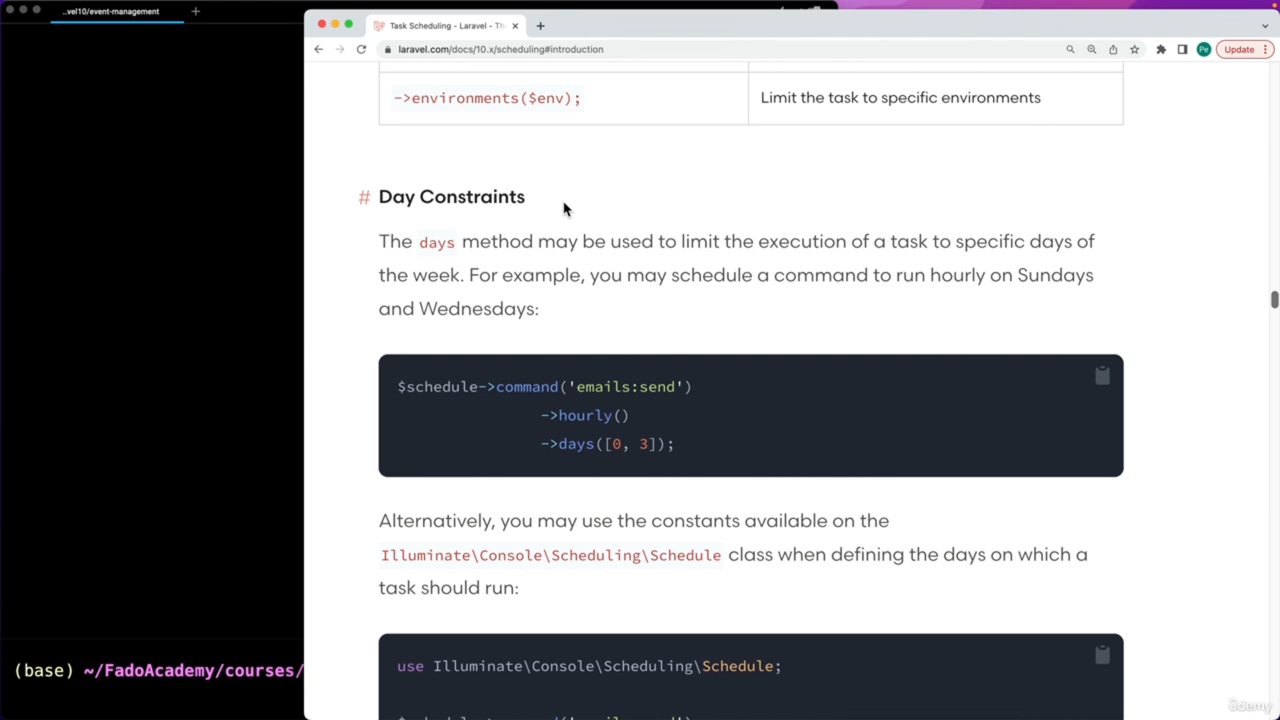 ..vel10/event-management
Task Scheduling - Laravel - Th
laravel.com/docs/10.x/scheduling#introduction
Pe
Update
->environments($env);
Limit the task to specific environments
# Day Constraints
The days method may be used to limit the execution of a task to specific days of
the week. For example, you may schedule a command to run hourly on Sundays
and Wednesdays:
$schedule->command('emails:send')
->hourly()
->days([0, 3]);
Alternatively, you may use the constants available on the
Illuminate\Console\Scheduling\Schedule class when defining the days on which a
task should run:
use Illuminate\Console\Scheduling\Schedule;
(base) ~/FadoAcademy/courses/
ûdemy